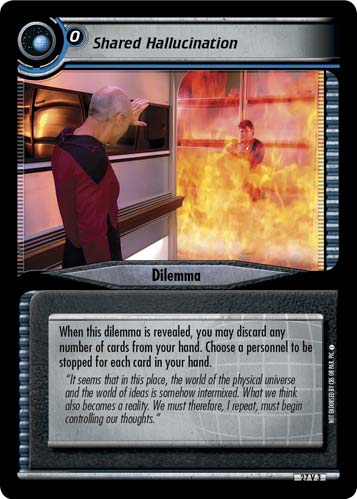 0
Shared Hallucination
Dilemma
When this dilemma is revealed, you may discard any
number of cards from your hand. Choose a personnel to be
stopped for each card in your hand.
“It seems that in this place, the world of the physical universe
and the world of ideas is somehow intermixed. What we think
also becomes a reality. We must therefore, I repeat, must begin
controlling our thoughts.”
NOT ENDORSED BY CBS OR PAR. PIC.
27 V 3